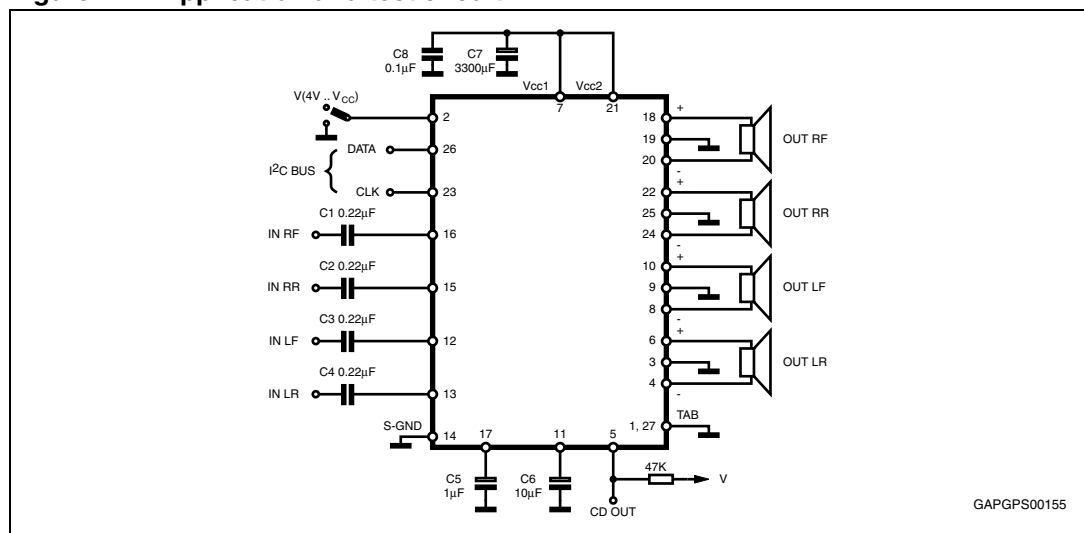 C8
0.1μF
C7
3300μF
Vcc1
Vcc2
7
21
V(4V .. VCC)
2
I2C BUS
DATA
26
CLK
23
C1 0.22μF
IN RF
16
C2 0.22μF
IN RR
15
C3 0.22μF
IN LF
12
C4 0.22μF
IN LR
13
S-GND
14
17
11
5
C5
1μF
C6
10μF
47K
V
CD OUT
18
+
19
OUT RF
20
-
+
22
25
OUT RR
24
-
+
10
9
OUT LF
8
-
+
6
3
OUT LR
4
-
1, 27
TAB
GAPGPS00155